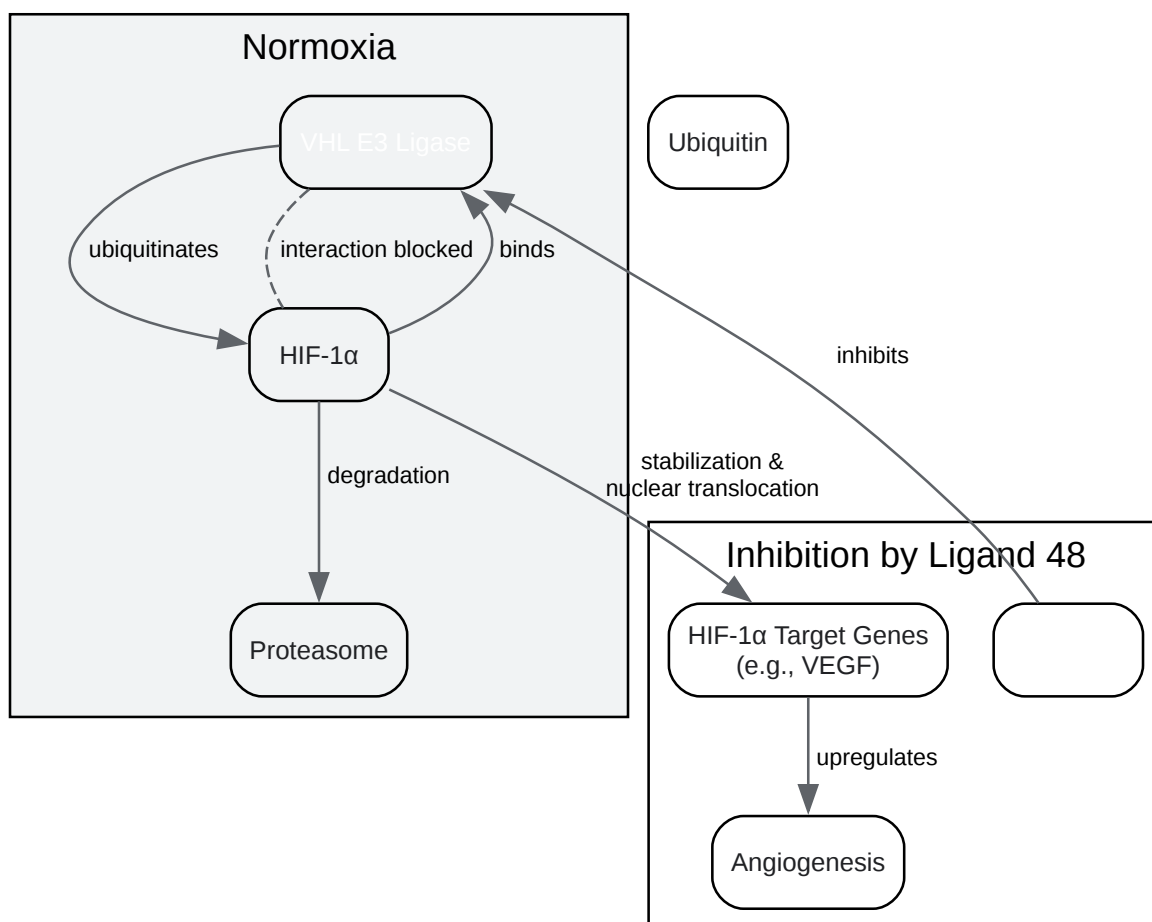 Normoxia
VHL E3 Ligase
Ubiquitin
ubiquitinates
interaction blocked
binds
HIF-1α
inhibits
degradation
stabilization &
nuclear translocation
Inhibition by Ligand 48
Proteasome
HIF-1α Target Genes
(e.g., VEGF)
upregulates
Angiogenesis